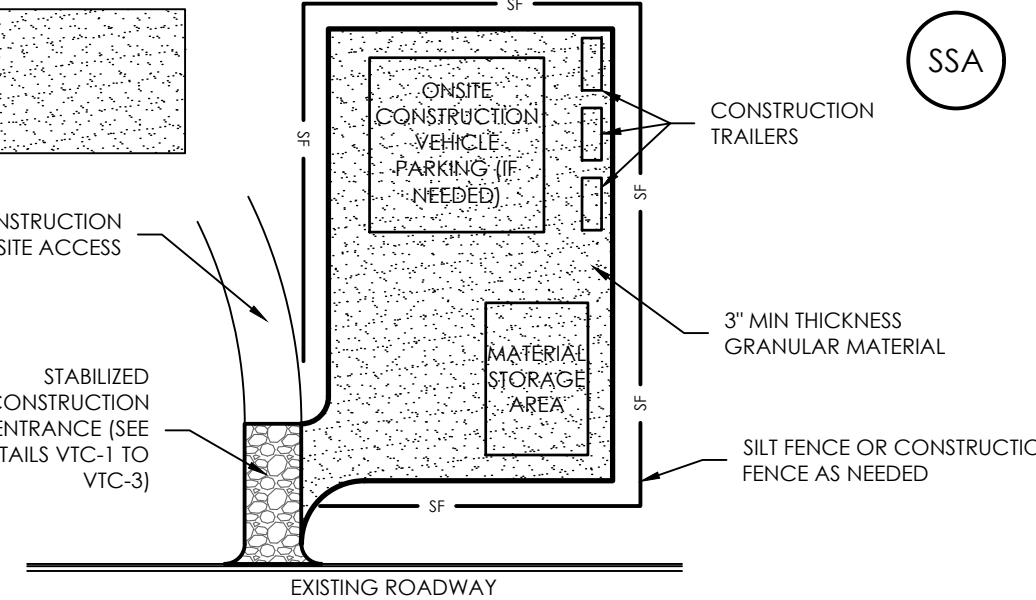 SF
SSA
ONSITE
CONSTRUCTION
VEHICLE
PARKING (IF
NEEDED)
CONSTRUCTION
TRAILERS
SF
SF
NSTRUCTION
SITE ACCESS
3" MIN THICKNESS
GRANULAR MATERIAL
MATERIAL
STORAGE
AREA
STABILIZED
CONSTRUCTION
ENTRANCE (SEE
TAILS VTC-1 TO
VTC-3)
SF
SILT FENCE OR CONSTRUCTIO
FENCE AS NEEDED
SF
EXISTING ROADWAY